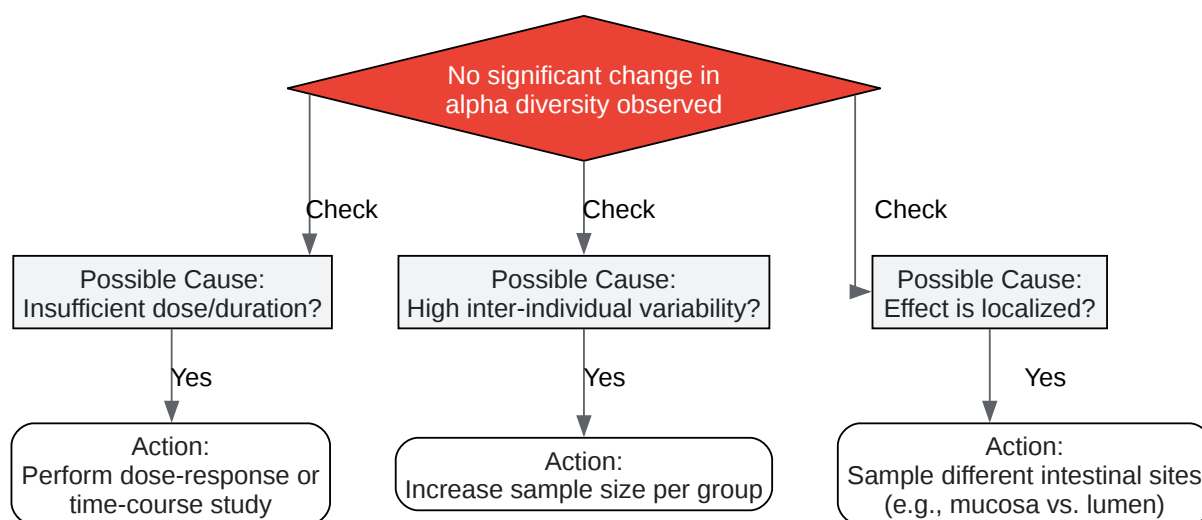 No significant change in
alpha diversity observed
Check
Check
Check
Possible Cause:
Insufficient dose/duration?
Possible Cause:
High inter-individual variability?
Possible Cause:
Effect is localized?
Yes
Yes
Yes
Action:
Perform dose-response or
time-course study
Action:
Increase sample size per group
Action:
Sample different intestinal sites
(e.g., mucosa vs. lumen)